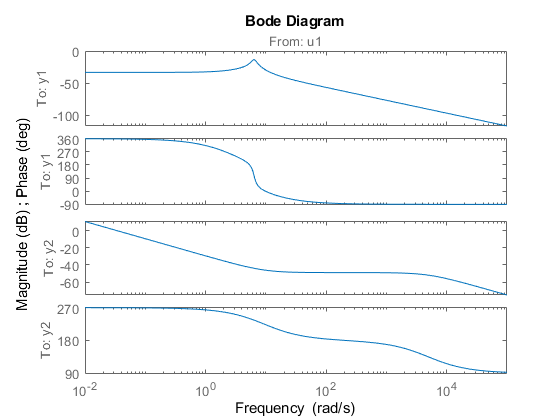 Bode Diagram
From: u1
Magnitude (dB) ; Phase (deg)
To: y1
0
-50
-100
To: y1
360
270
180
90
0
-90
To: y2
0
-20
-40
-60
To: y2
270
180
90
10^-2 10^0 10^2 10^4
Frequency (rad/s)